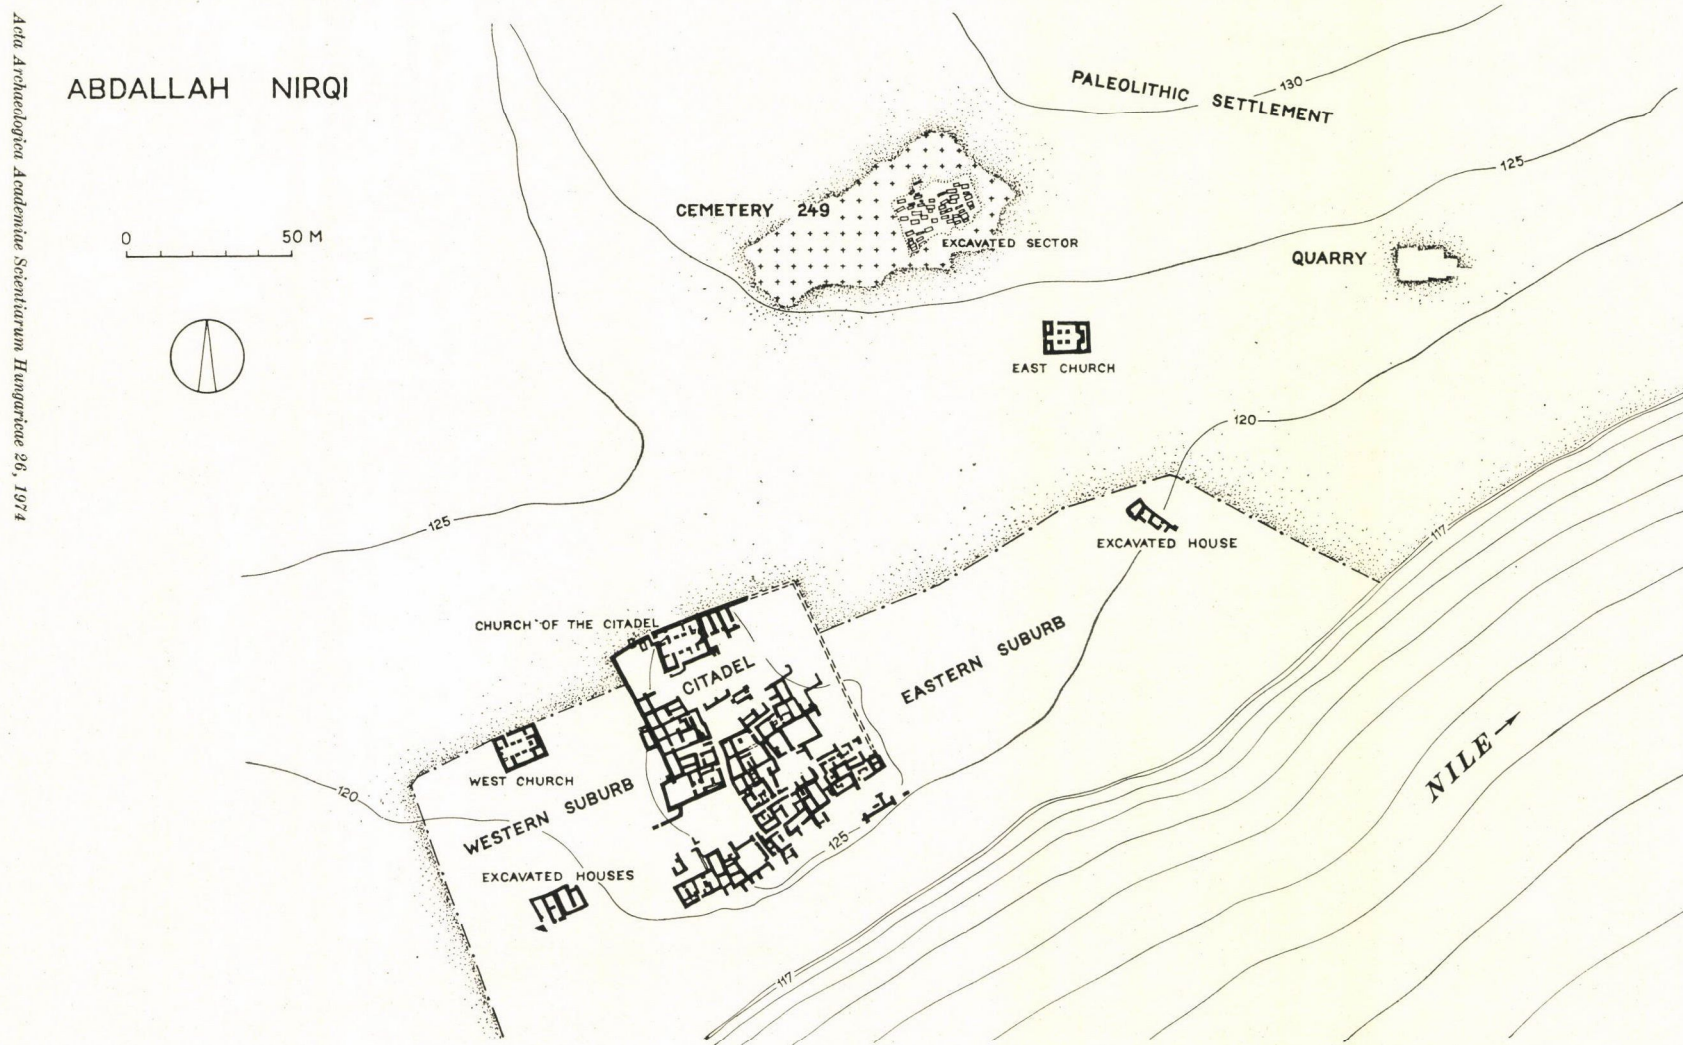 Acta Archaeologica Academiae Scientiarum Hungaricae 26, 1974
ABDALLAH NIRQI
0 50 M
PALEOLITHIC SETTLEMENT
130
125
CEMETERY 249
EXCAVATED SECTOR
QUARRY
EAST CHURCH
120
125
117
EXCAVATED HOUSE
CHURCH OF THE CITADEL
CITADEL
EASTERN SUBURB
WEST CHURCH
120
WESTERN SUBURB
NILE
125
EXCAVATED HOUSES
117